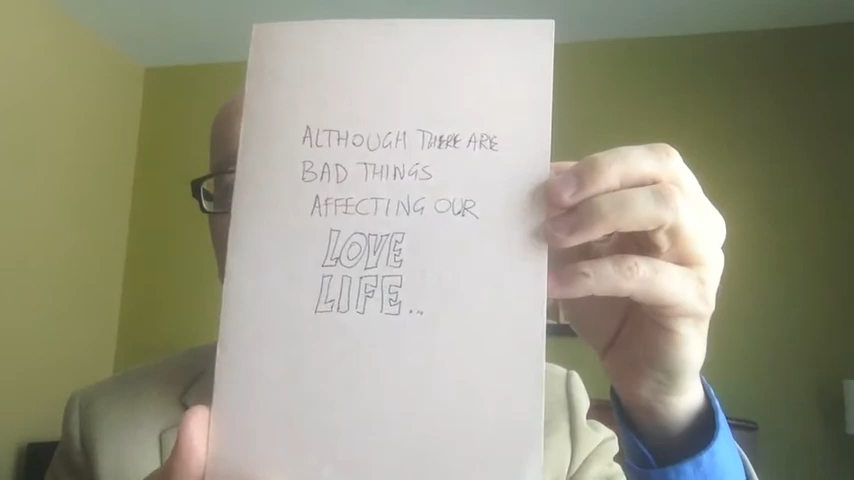 ALTHOUGH THERE ARE
BAD THINGS
AFFECTING OUR
LOVE
LIFE..